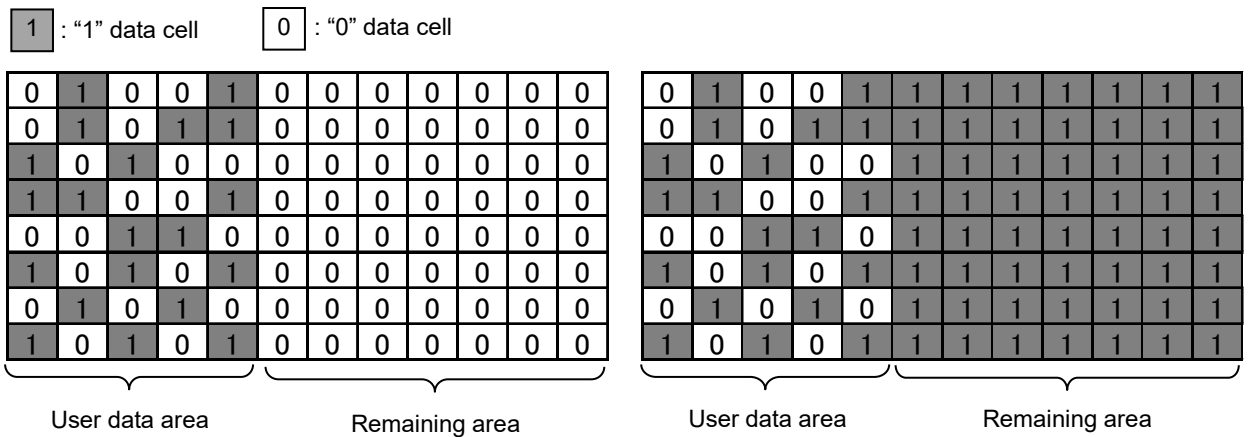 1 : “1” data cell 0 : “0” data cell
0 1 0 0 1 0 0 0 0 0 0 0 0 1 0 0 1 1 1 1 1 1 1 1
0 1 0 1 1 0 0 0 0 0 0 0 0 1 0 1 1 1 1 1 1 1 1 1
1 0 1 0 0 0 0 0 0 0 0 0 1 0 1 0 0 1 1 1 1 1 1 1
1 1 0 0 1 0 0 0 0 0 0 0 1 1 0 0 1 1 1 1 1 1 1 1
0 0 1 1 0 0 0 0 0 0 0 0 0 0 1 1 0 1 1 1 1 1 1 1
1 0 1 0 1 0 0 0 0 0 0 0 1 0 1 0 1 1 1 1 1 1 1 1
0 1 0 1 0 0 0 0 0 0 0 0 0 1 0 1 0 1 1 1 1 1 1 1
1 0 1 0 1 0 0 0 0 0 0 0 1 0 1 0 1 1 1 1 1 1 1 1
User data area Remaining area User data area Remaining area